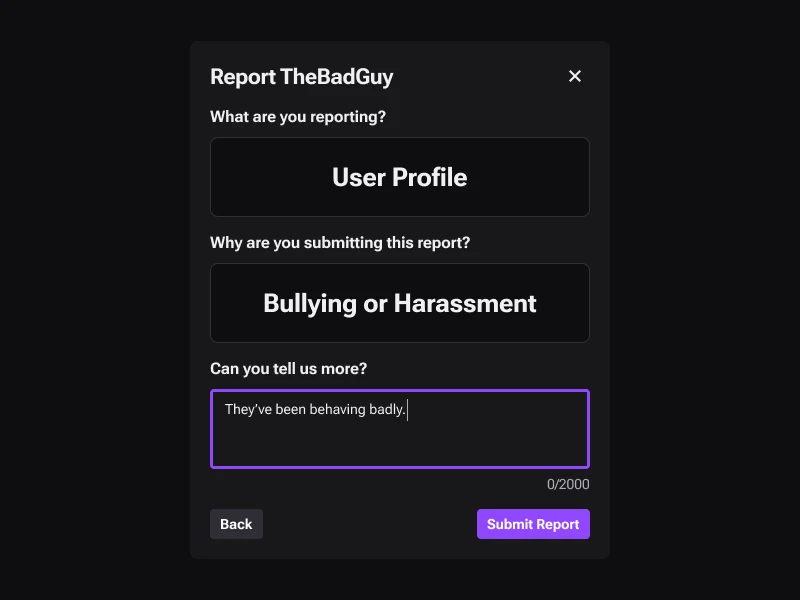 Report TheBadGuy
What are you reporting?
User Profile
Why are you submitting this report?
Bullying or Harassment
Can you tell us more?
They’ve been behaving badly.
0/2000
Back
Submit Report